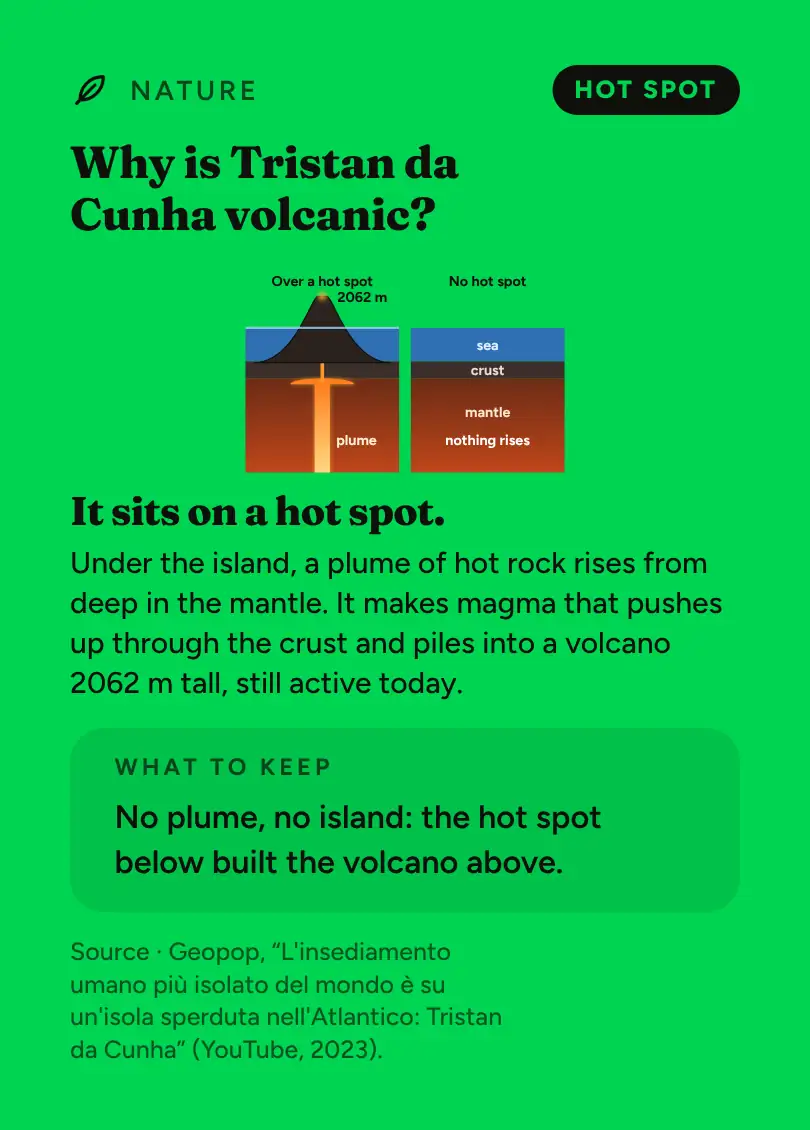 NATURE
HOT SPOT
Why is Tristan da
Cunha volcanic?
Over a hot spot
2062 m
No hot spot
sea
crust
mantle
plume
nothing rises
It sits on a hot spot.
Under the island, a plume of hot rock rises from
deep in the mantle. It makes magma that pushes
up through the crust and piles into a volcano
2062 m tall, still active today.
WHAT TO KEEP
No plume, no island: the hot spot
below built the volcano above.
Source · Geopop, “L'insediamento
umano più isolato del mondo è su
un'isola sperduta nell'Atlantico: Tristan
da Cunha” (YouTube, 2023).